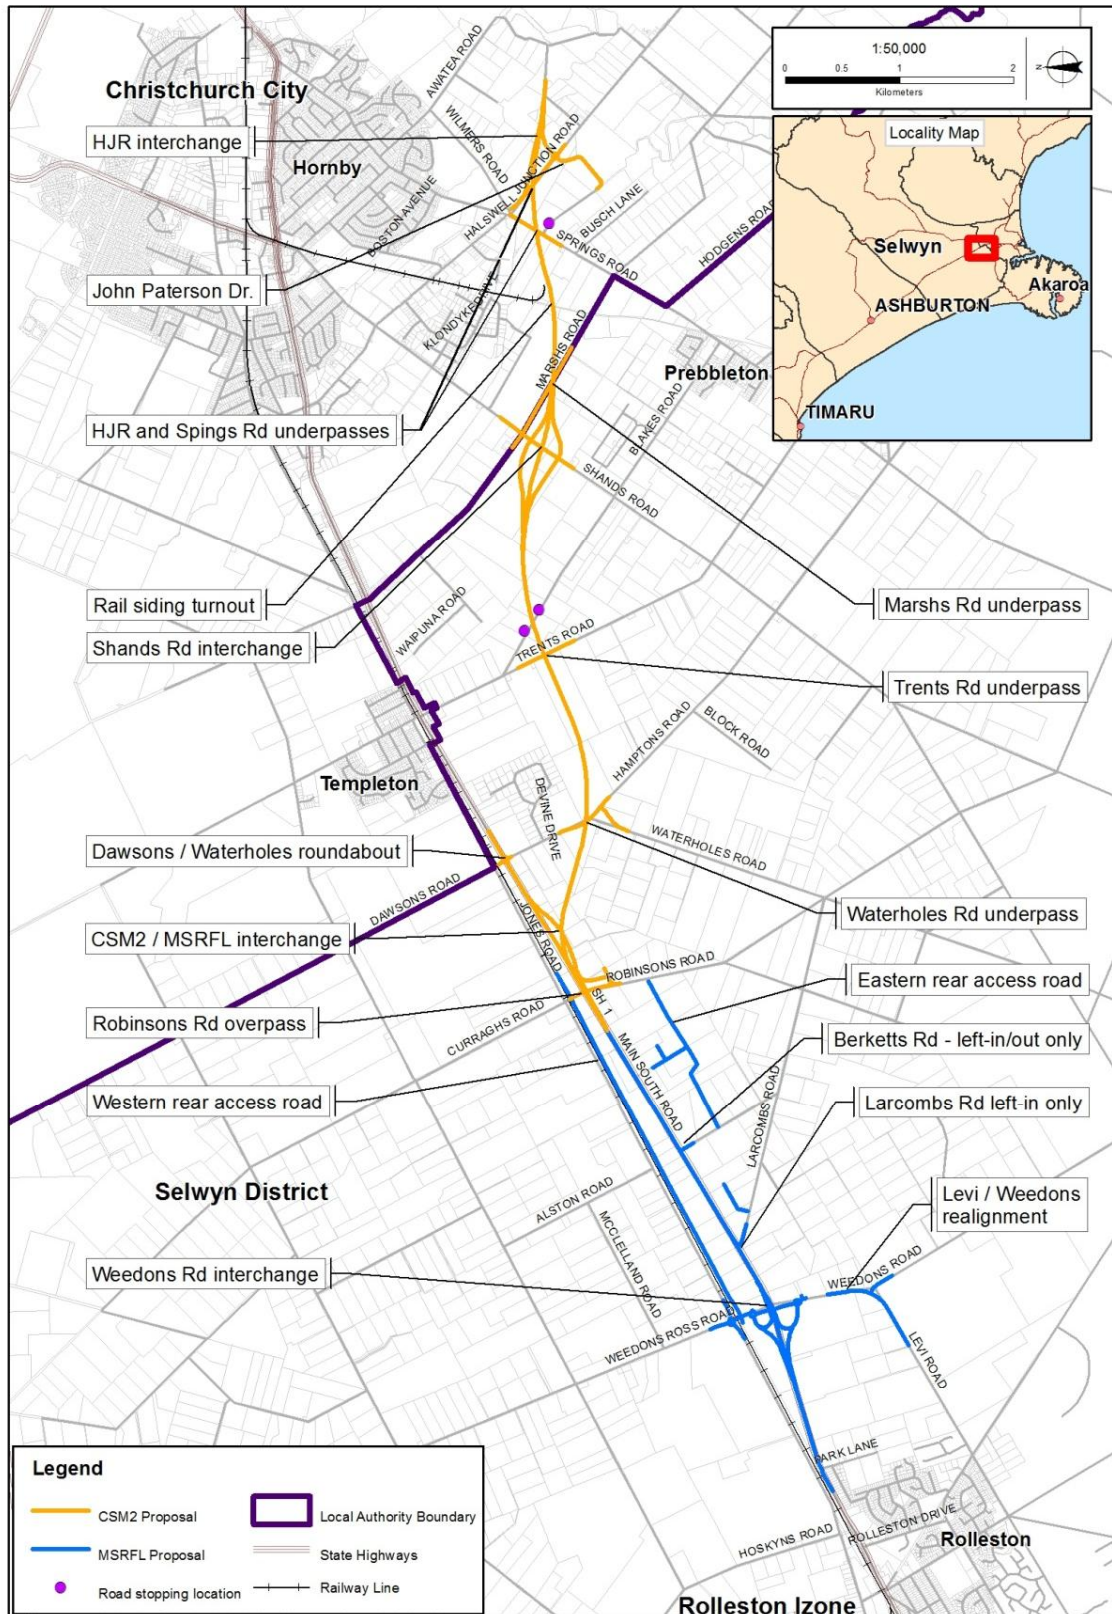 1:50,000
0 0.5 1 2
Kilometers
N
Locality Map
Selwyn
Akaroa
ASHBURTON
TIMARU
Christchurch City
HJR interchange
Hornby
AWATEA ROAD
WILMERS ROAD
HALSWELL JUNCTION ROAD
BOSTON AVENUE
BUSCH LANE
SPRINGS ROAD
HODGENS ROAD
John Paterson Dr.
KLONDYKE DRIVE
MARSHS ROAD
Prebbleton
BLAKES ROAD
HJR and Spings Rd underpasses
SHANDS ROAD
Rail siding turnout
Marshs Rd underpass
WAIPUNA ROAD
Shands Rd interchange
TRENTS ROAD
Trents Rd underpass
HAMPTONS ROAD
BLOCK ROAD
Templeton
DEVINE DRIVE
WATERHOLES ROAD
Dawsons / Waterholes roundabout
DAWSONS ROAD
JONES ROAD
Waterholes Rd underpass
CSM2 / MSRFL interchange
ROBINSONS ROAD
Eastern rear access road
SH 1
Robinsons Rd overpass
CURRAGHS ROAD
MAIN SOUTH ROAD
Berketts Rd - left-in/out only
Western rear access road
LARCOMBS ROAD
Larcombs Rd left-in only
Selwyn District
ALSTON ROAD
MCCLELLAND ROAD
Levi / Weedons
realignment
Weedons Rd interchange
WEEDONS ROAD
WEEDONS ROSS ROAD
LEVI ROAD
PARK LANE
HOSKYNS ROAD
ROLLESTON DRIVE
Rolleston
Rolleston Izone
Legend
CSM2 Proposal
Local Authority Boundary
MSRFL Proposal
State Highways
Road stopping location
Railway Line